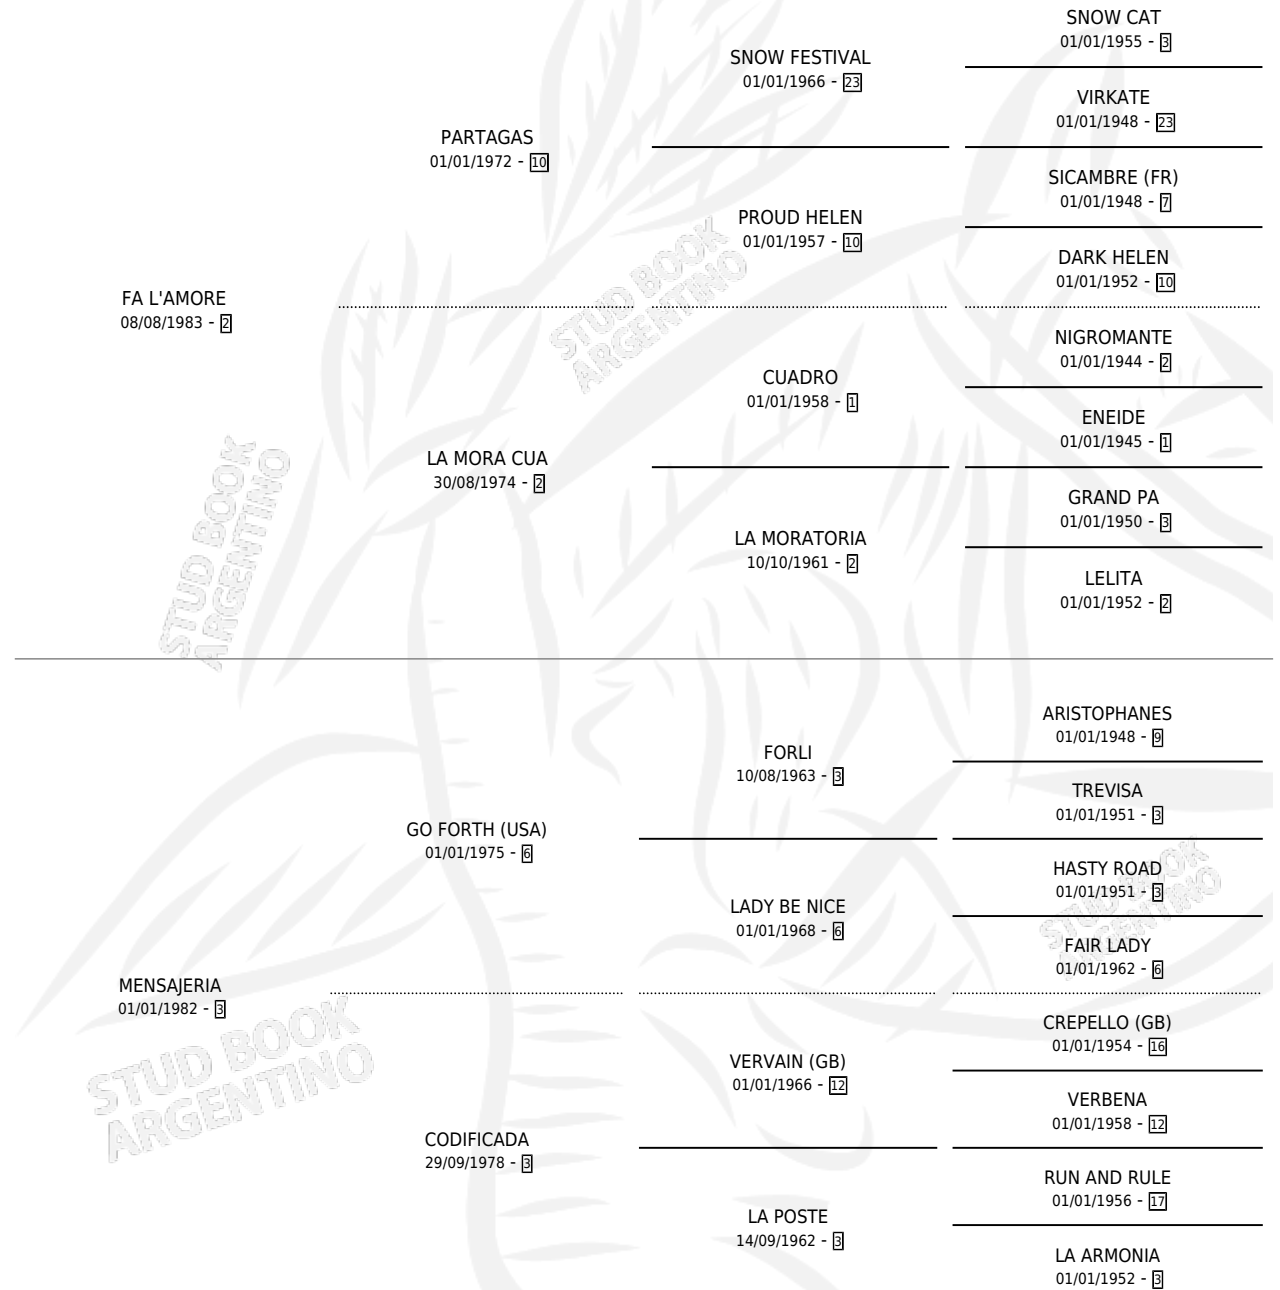 SNOW CAT
01/01/1955 - 3
SNOW FESTIVAL
01/01/1966 - 23
VIRKATE
01/01/1948 - 23
PARTAGAS
01/01/1972 - 10
SICAMBRE (FR)
01/01/1948 - 7
PROUD HELEN
01/01/1957 - 10
DARK HELEN
01/01/1952 - 10
FA L'AMORE
08/08/1983 - 2
NIGROMANTE
01/01/1944 - 2
CUADRO
01/01/1958 - 1
ENEIDE
01/01/1945 - 1
LA MORA CUA
30/08/1974 - 2
GRAND PA
01/01/1950 - 3
LA MORATORIA
10/10/1961 - 2
LELITA
01/01/1952 - 2
ARISTOPHANES
01/01/1948 - 9
FORLI
10/08/1963 - 3
TREVISA
01/01/1951 - 3
GO FORTH (USA)
01/01/1975 - 6
HASTY ROAD
01/01/1951 - 3
LADY BE NICE
01/01/1968 - 6
FAIR LADY
01/01/1962 - 6
MENSAJERIA
01/01/1982 - 3
CREPELLO (GB)
01/01/1954 - 16
VERVAIN (GB)
01/01/1966 - 12
VERBENA
01/01/1958 - 12
CODIFICADA
29/09/1978 - 3
RUN AND RULE
01/01/1956 - 17
LA POSTE
14/09/1962 - 3
LA ARMONIA
01/01/1952 - 3
STUD BOOK
ARGENTINO
STUD BOOK
ARGENTINO
STUD BOOK
ARGENTINO
STUD BOOK
ARGENTINO